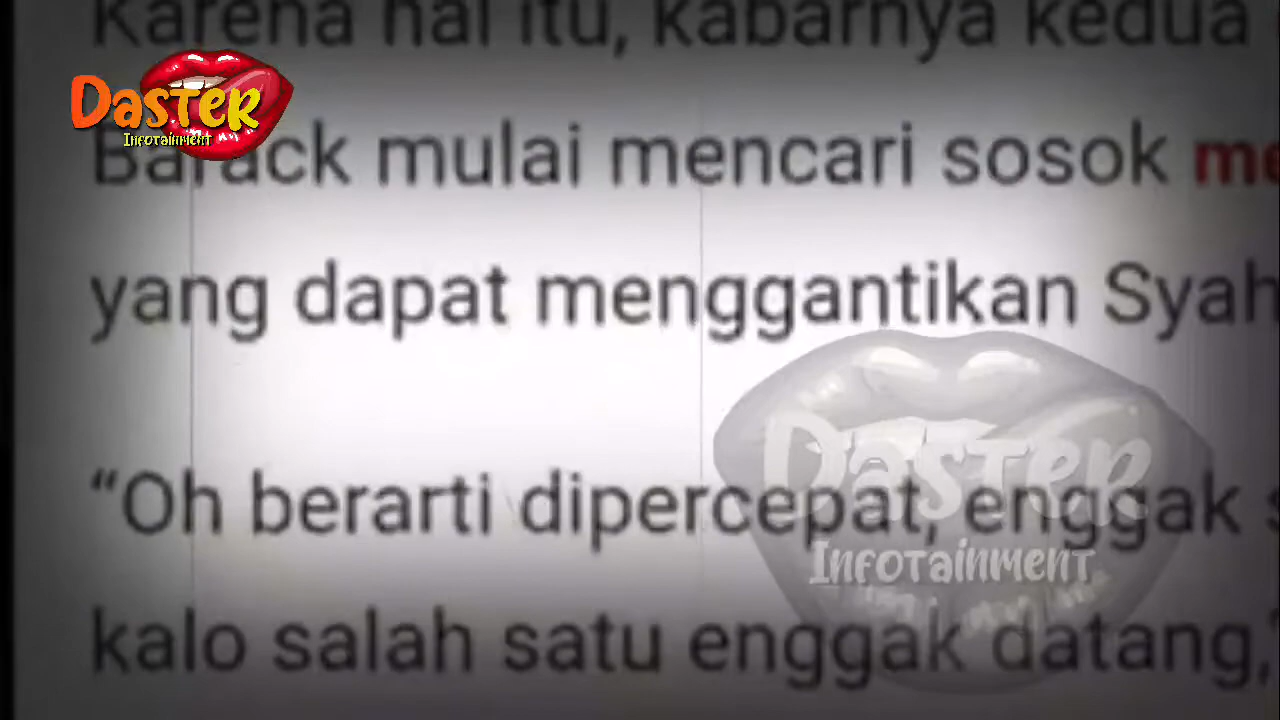 Karena hal itu, kabarnya kedua
DASTER
INFOTAINMENT
Barack mulai mencari sosok
yang dapat menggantikan Syah
DASTER
INFOTAINMENT
“Oh berarti dipercepat, enggak
kalo salah satu enggak datang,